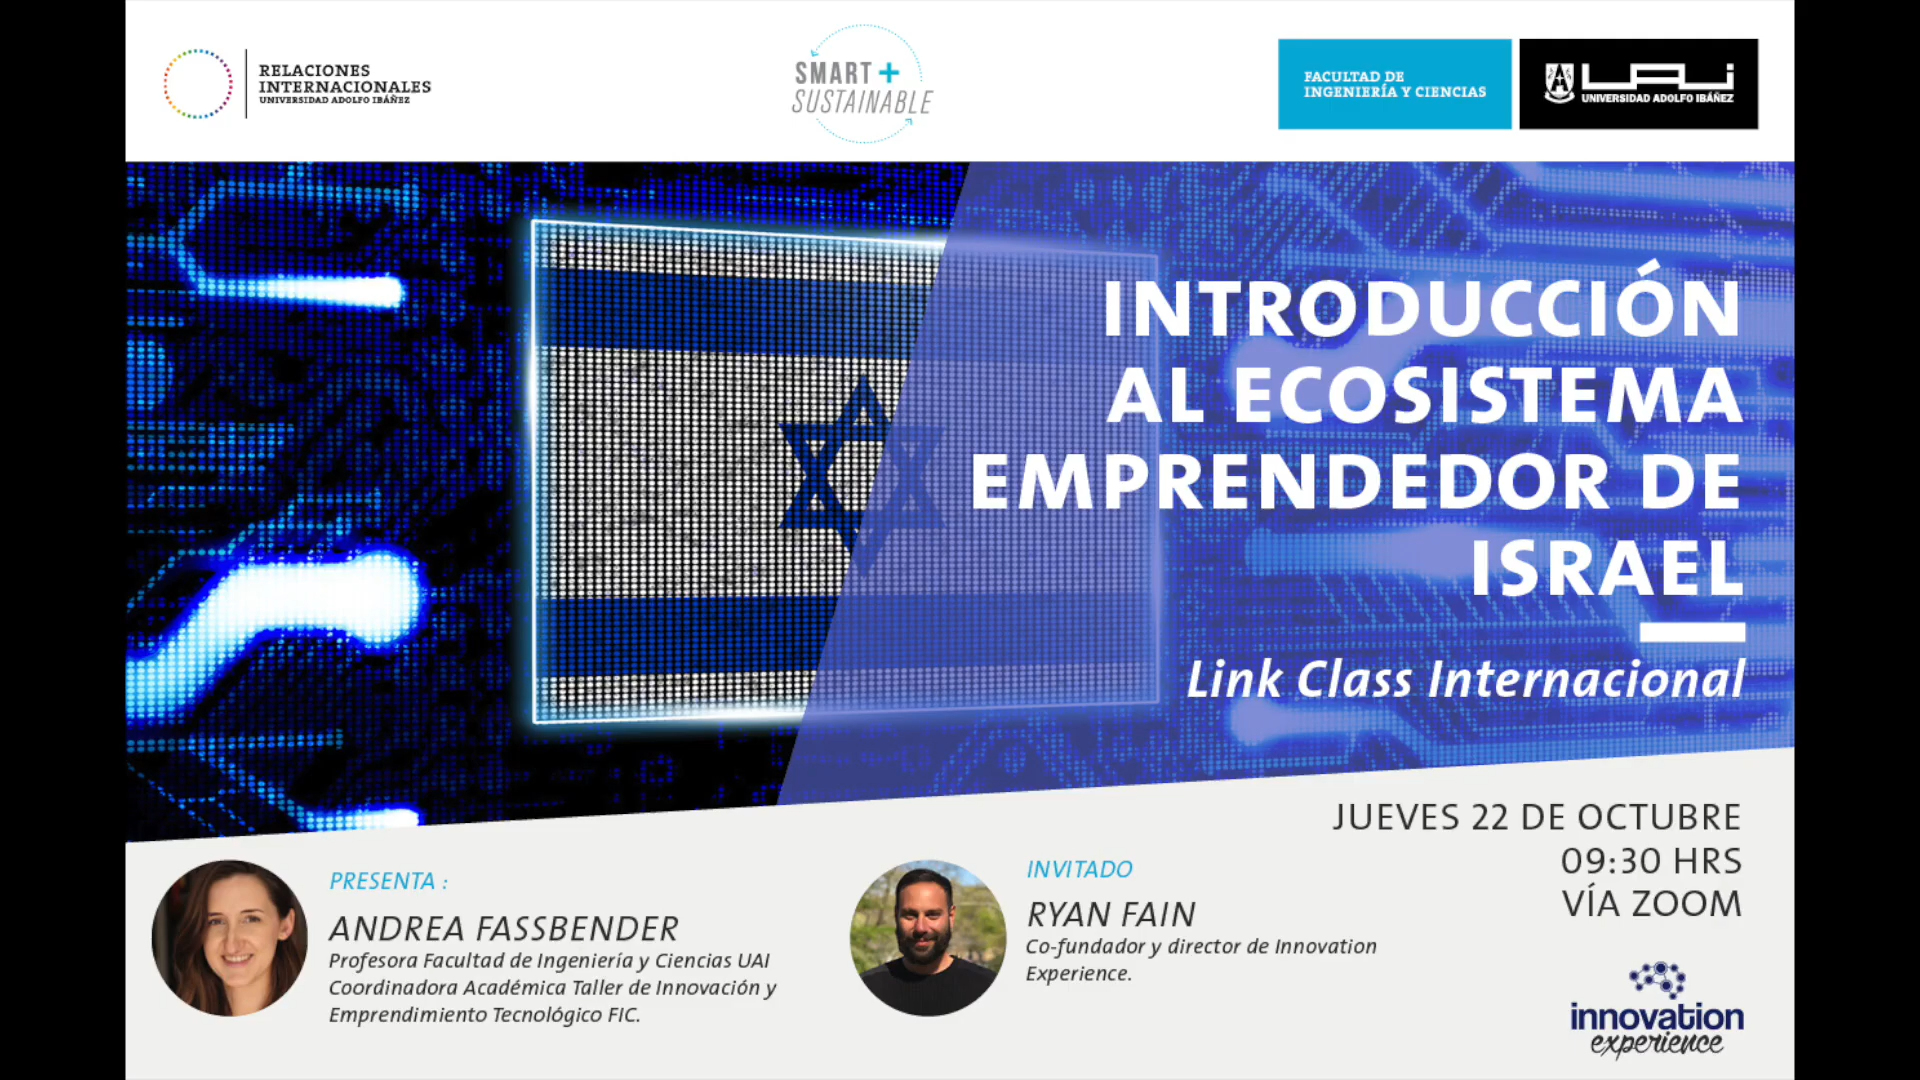 RELACIONES
INTERNACIONALES
UNIVERSIDAD ADOLFO IBÁÑEZ
SMART +
SUSTAINABLE
FACULTAD DE
INGENIERÍA Y CIENCIAS
UAI
UNIVERSIDAD ADOLFO IBÁÑEZ
INTRODUCCIÓN
AL ECOSISTEMA
EMPRENDEDOR DE
ISRAEL
Link Class Internacional
JUEVES 22 DE OCTUBRE
09:30 HRS
VÍA ZOOM
PRESENTA :
ANDREA FASSBENDER
Profesora Facultad de Ingeniería y Ciencias UAI
Coordinadora Académica Taller de Innovación y
Emprendimiento Tecnológico FIC.
INVITADO
RYAN FAIN
Co-fundador y director de Innovation
Experience.
innovation
experience